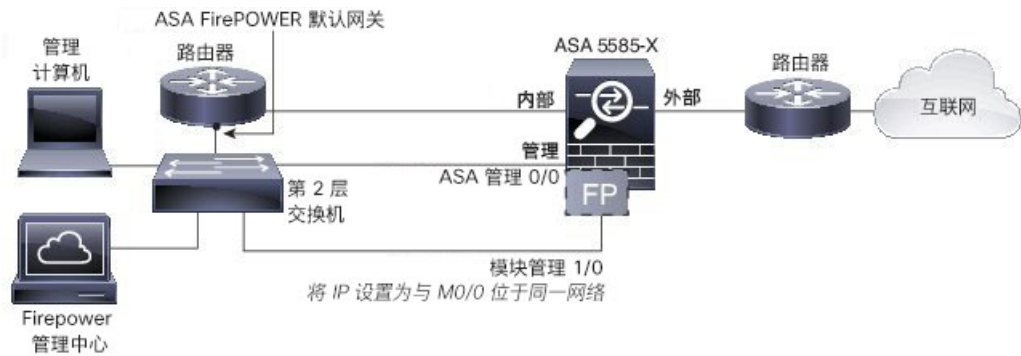 ASA FirePOWER 默认网关
管理
计算机
路由器
ASA 5585-X
路由器
内部
外部
互联网
管理
ASA 管理 0/0
第 2 层
交换机
FP
模块管理 1/0
将 IP 设置为与 M0/0 位于同一网络
Firepower
管理中心